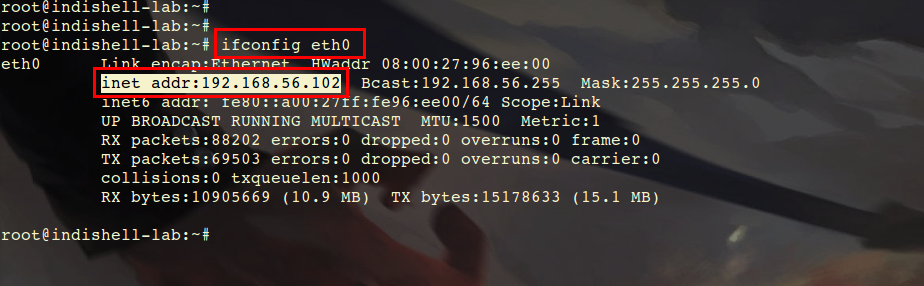 root@indishell-lab:~#
root@indishell-lab:~#
root@indishell-lab:~# ifconfig eth0
eth0      Link encap:Ethernet  HWaddr 08:00:27:96:ee:00
          inet addr:192.168.56.102  Bcast:192.168.56.255  Mask:255.255.255.0
          inet6 addr: fe80::a00:27ff:fe96:ee00/64 Scope:Link
          UP BROADCAST RUNNING MULTICAST  MTU:1500  Metric:1
          RX packets:88202 errors:0 dropped:0 overruns:0 frame:0
          TX packets:69503 errors:0 dropped:0 overruns:0 carrier:0
          collisions:0 txqueuelen:1000
          RX bytes:10905669 (10.9 MB)  TX bytes:15178633 (15.1 MB)
root@indishell-lab:~#